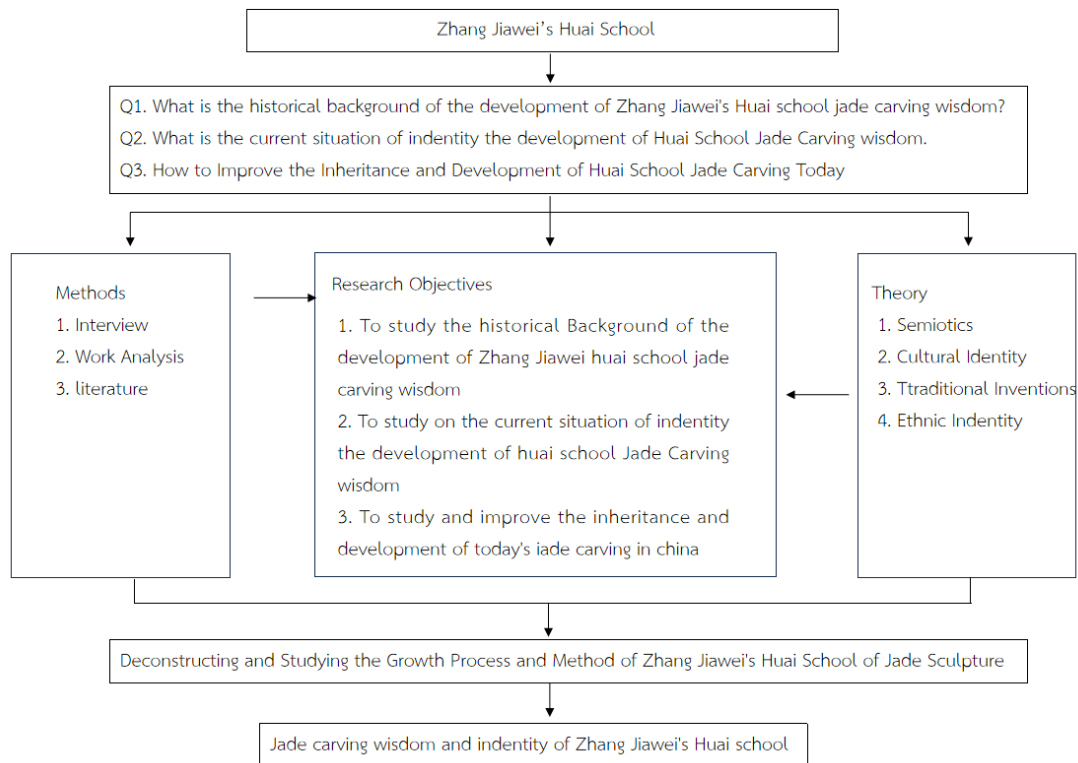 Zhang Jiawei's Huai School
Q1. What is the historical background of the development of Zhang Jiawei's Huai school jade carving wisdom?
Q2. What is the current situation of indentity the development of Huai School Jade Carving wisdom.
Q3. How to Improve the Inheritance and Development of Huai School Jade Carving Today
Methods
1. Interview
2. Work Analysis
3. literature
Research Objectives
1. To study the historical Background of the
development of Zhang Jiawei huai school jade
carving wisdom
2. To study on the current situation of indentity
the development of huai school Jade Carving
wisdom
3. To study and improve the inheritance and
development of today's iade carving in china
Theory
1. Semiotics
2. Cultural Identity
3. Ttraditional Inventions
4. Ethnic Indentity
Deconstructing and Studying the Growth Process and Method of Zhang Jiawei's Huai School of Jade Sculpture
Jade carving wisdom and indentity of Zhang Jiawei's Huai school